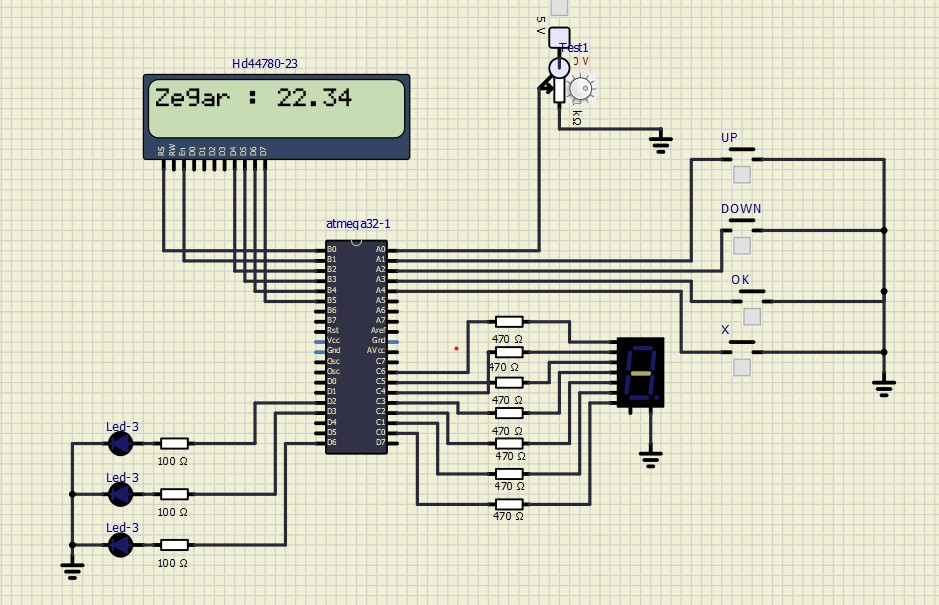 5 V
Test1
0 V
kΩ
Hd44780-23
Zegar : 22.34
RS RW En D0 D1 D2 D3 D4 D5 D6 D7
UP
DOWN
OK
X
atmega32-1
B0 A0
B1 A1
B2 A2
B3 A3
B4 A4
B5 A5
B6 A6
B7 A7
Rst Aref
Vcc Gnd
Gnd AVcc
Osc C7
Osc C6
D0 C5
D1 C4
D2 C3
D3 C2
D4 C1
D5 C0
D6 D7
470 Ω
470 Ω
470 Ω
470 Ω
470 Ω
470 Ω
470 Ω
Led-3
100 Ω
Led-3
100 Ω
Led-3
100 Ω